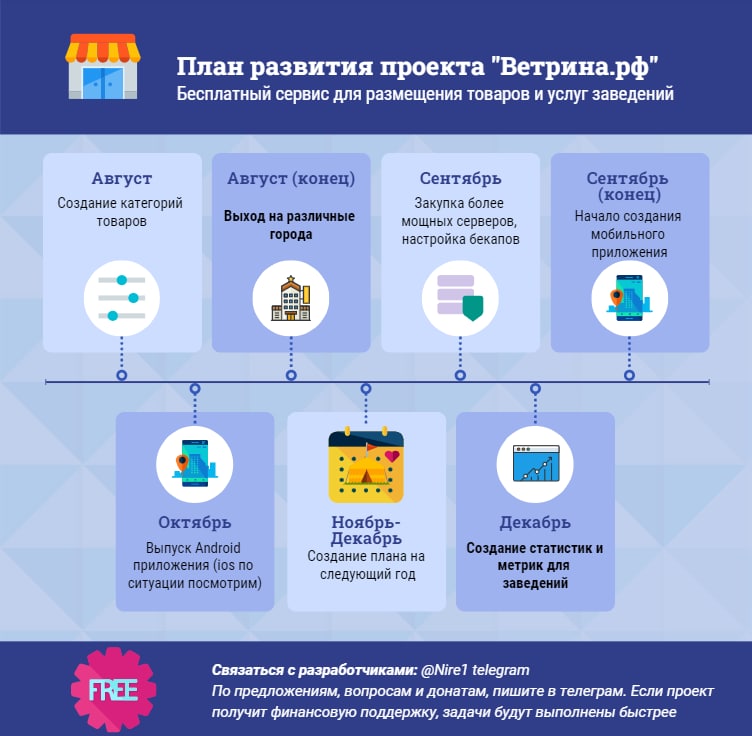 План развития проекта "Ветрина.рф"
Бесплатный сервис для размещения товаров и услуг заведений
Август
Создание категорий
товаров
Август (конец)
Выход на различные
города
Сентябрь
Закупка более
мощных серверов,
настройка бекапов
Сентябрь
(конец)
Начало создания
мобильного
приложения
Октябрь
Выпуск Android
приложения (ios по
ситуации посмотрим)
Ноябрь-
Декабрь
Создание плана на
следующий год
Декабрь
Создание статистик и
метрик для
заведений
FREE
Связаться с разработчиками: @Nire1 telegram
По предложениям, вопросам и донатам, пишите в телеграм. Если проект
получит финансовую поддержку, задачи будут выполнены быстрее